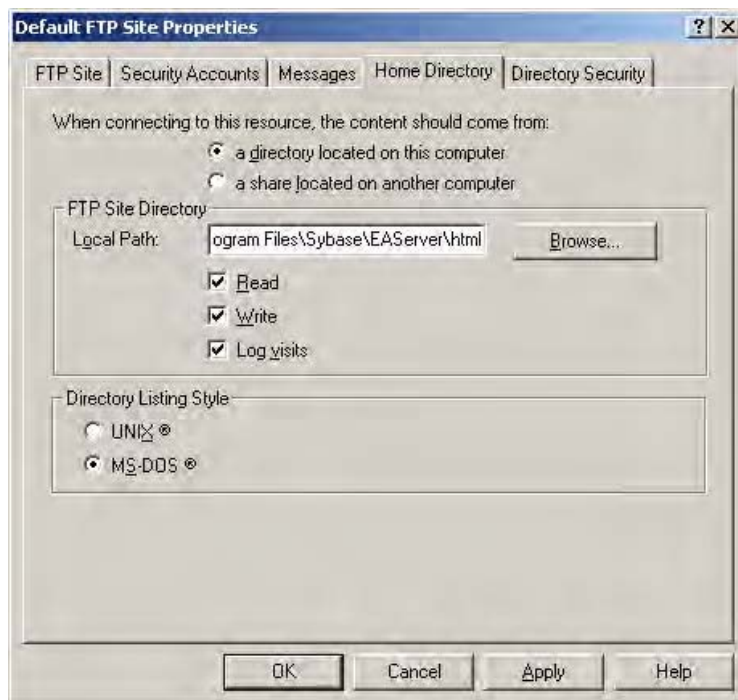 Default FTP Site Properties
FTP Site Security Accounts Messages Home Directory Directory Security
When connecting to this resource, the content should come from:
a directory located on this computer
a share located on another computer
FTP Site Directory
Local Path: ogram Files\Sybase\EAServer\html Browse...
Read
Write
Log visits
Directory Listing Style
UNIX ®
MS-DOS ®
OK Cancel Apply Help